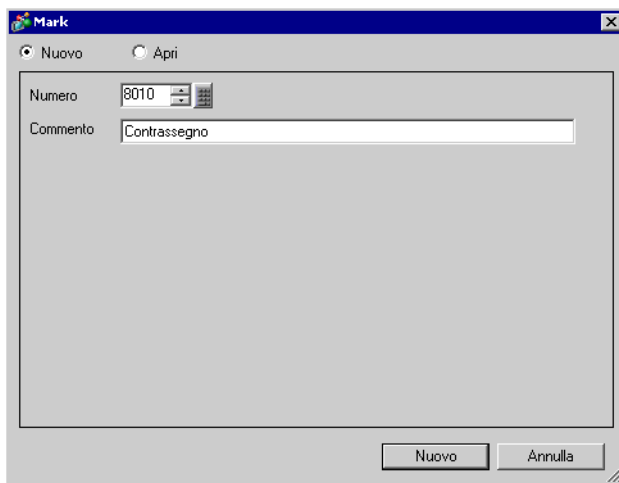 Mark
Nuovo Apri
Numero 8010
Commento Contrassegno
Nuovo Annulla